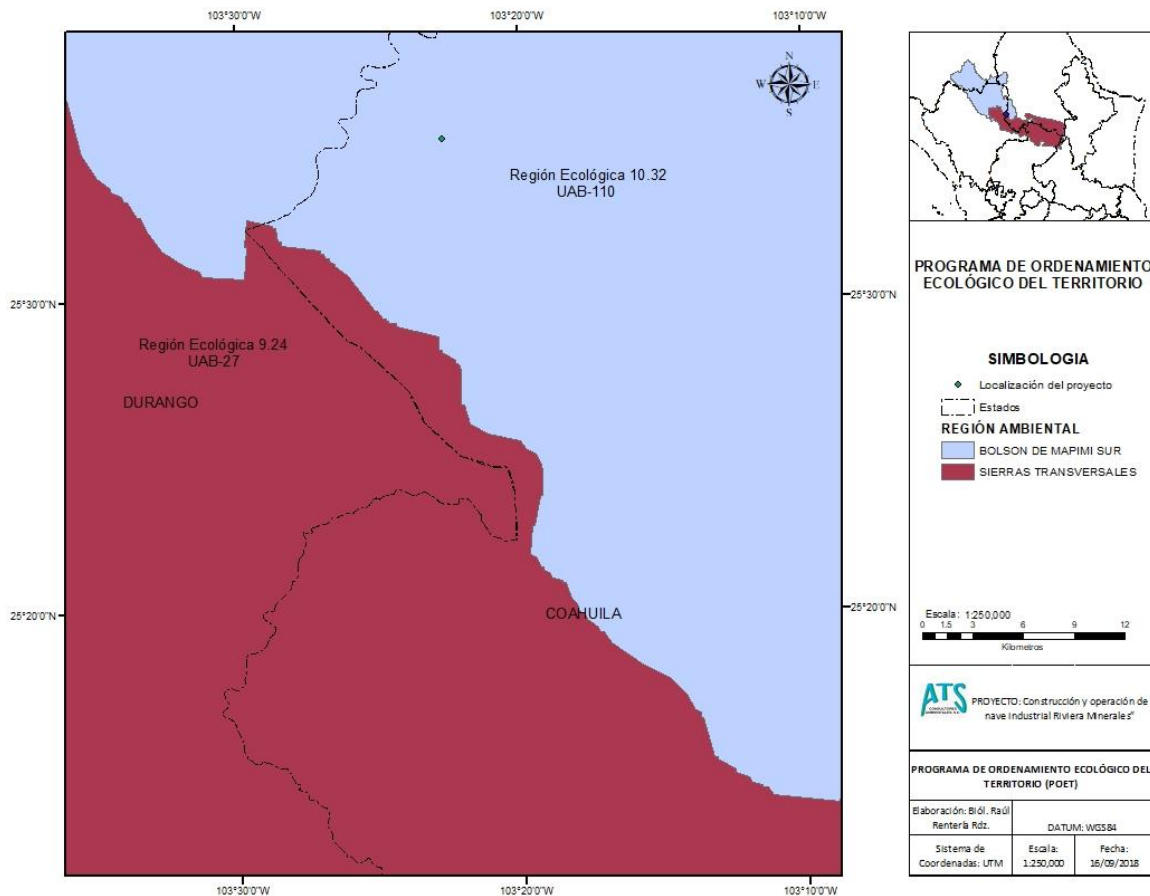 103°30'0"W
103°20'0"W
103°10'0"W
N
W
E
S
Región Ecológica 10.32
UAB-110
25°30'0"N
25°30'0"N
Región Ecológica 9.24
UAB-27
DURANGO
COAHUILA
25°20'0"N
25°20'0"N
103°30'0"W
103°20'0"W
103°10'0"W
PROGRAMA DE ORDENAMIENTO
ECOLÓGICO DEL TERRITORIO
SIMBOLOGIA
Localización del proyecto
Estados
REGIÓN AMBIENTAL
BOLSON DE MAPIMI SUR
SIERRAS TRANSVERSALES
Escala: 1:250,000
0 1.5 3 6 9 12
Kilometros
ATS
CONSULTORES
AMBIENTALES, S.C.
PROYECTO: Construcción y operación de
nave industrial Riviera Minerales"
PROGRAMA DE ORDENAMIENTO ECOLÓGICO DEL
TERRITORIO (POET)
Elaboración: Biól. Raúl
Rentería Rdz.
DATUM: WGS84
Sistema de
Coordenadas: UTM
Escala:
1:250,000
Fecha:
16/09/2018